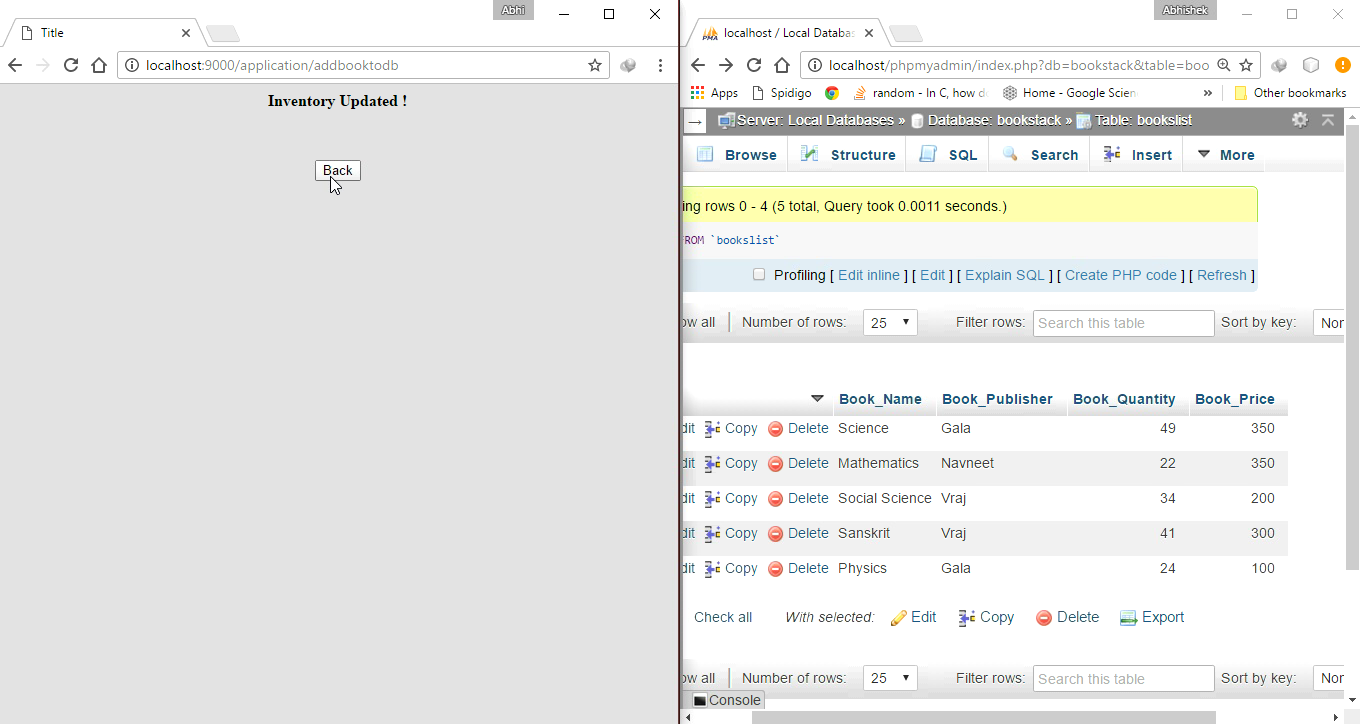 Abhi
Title
localhost:9000/application/addbooktodb
Inventory Updated !
Back
Abhishek
localhost / Local Databa
localhost/phpmyadmin/index.php?db=bookstack&table=boo
Apps Spidigo random - In C, how d Home - Google Scien » Other bookmarks
Server: Local Databases » Database: bookstack » Table: bookslist
Browse Structure SQL Search Insert More
ing rows 0 - 4 (5 total, Query took 0.0011 seconds.)
ROM `bookslist`
Profiling [ Edit inline ] [ Edit ] [ Explain SQL ] [ Create PHP code ] [ Refresh ]
ow all Number of rows: 25 Filter rows: Search this table Sort by key: Non
Book_Name Book_Publisher Book_Quantity Book_Price
dit Copy Delete Science Gala 49 350
dit Copy Delete Mathematics Navneet 22 350
dit Copy Delete Social Science Vraj 34 200
dit Copy Delete Sanskrit Vraj 41 300
dit Copy Delete Physics Gala 24 100
Check all With selected: Edit Copy Delete Export
ow all Number of rows: 25 Filter rows: Search this table Sort by key: Non
Console